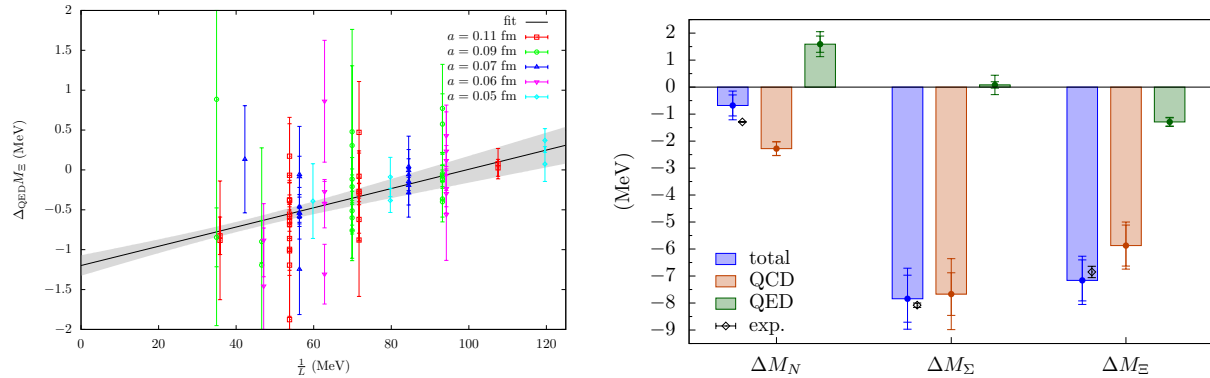 2
1.5
1
0.5
0
−0.5
−1
−1.5
−2
Δ_QED M_Ξ (MeV)
fit
a = 0.11 fm
a = 0.09 fm
a = 0.07 fm
a = 0.06 fm
a = 0.05 fm
0 20 40 60 80 100 120
1/L (MeV)
2
1
0
−1
−2
−3
−4
−5
−6
−7
−8
−9
(MeV)
total
QCD
QED
exp.
ΔM_N ΔM_Σ ΔM_Ξ